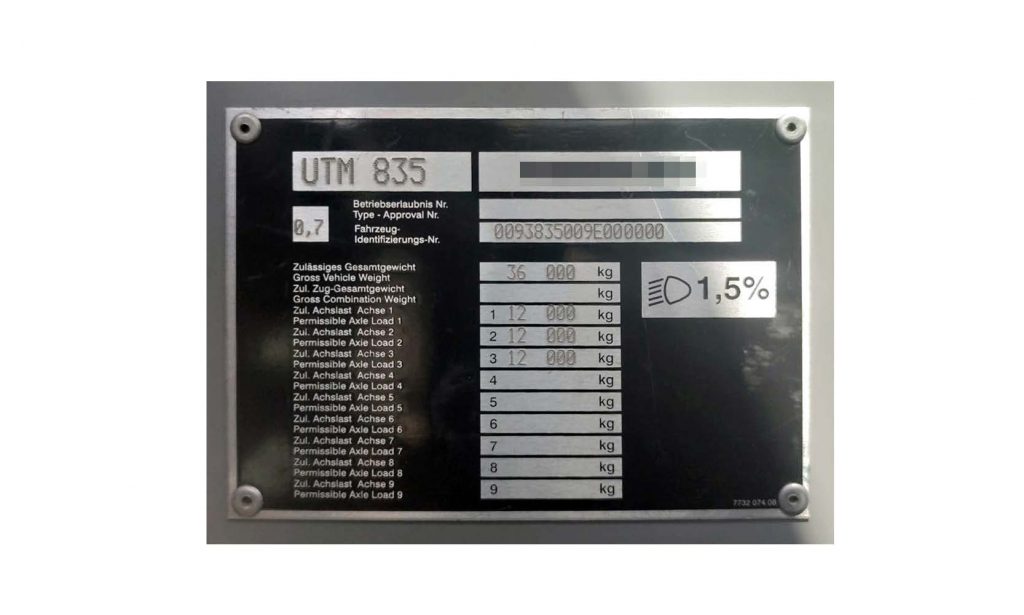 UTM 835
Betriebserlaubnis Nr.
Type - Approval Nr.
0,7
Fahrzeug-
Identifizierungs-Nr.
0093835009E000000
Zulässiges Gesamtgewicht
Gross Vehicle Weight
36 000 kg
1,5%
Zul. Zug-Gesamtgewicht
Gross Combination Weight
kg
Zul. Achslast Achse 1
Permissible Axle Load 1
1 12 000 kg
Zul. Achslast Achse 2
Permissible Axle Load 2
2 12 000 kg
Zul. Achslast Achse 3
Permissible Axle Load 3
3 12 000 kg
Zul. Achslast Achse 4
Permissible Axle Load 4
4 kg
Zul. Achslast Achse 5
Permissible Axle Load 5
5 kg
Zul. Achslast Achse 6
Permissible Axle Load 6
6 kg
Zul. Achslast Achse 7
Permissible Axle Load 7
7 kg
Zul. Achslast Achse 8
Permissible Axle Load 8
8 kg
Zul. Achslast Achse 9
Permissible Axle Load 9
9 kg
7732 074 08